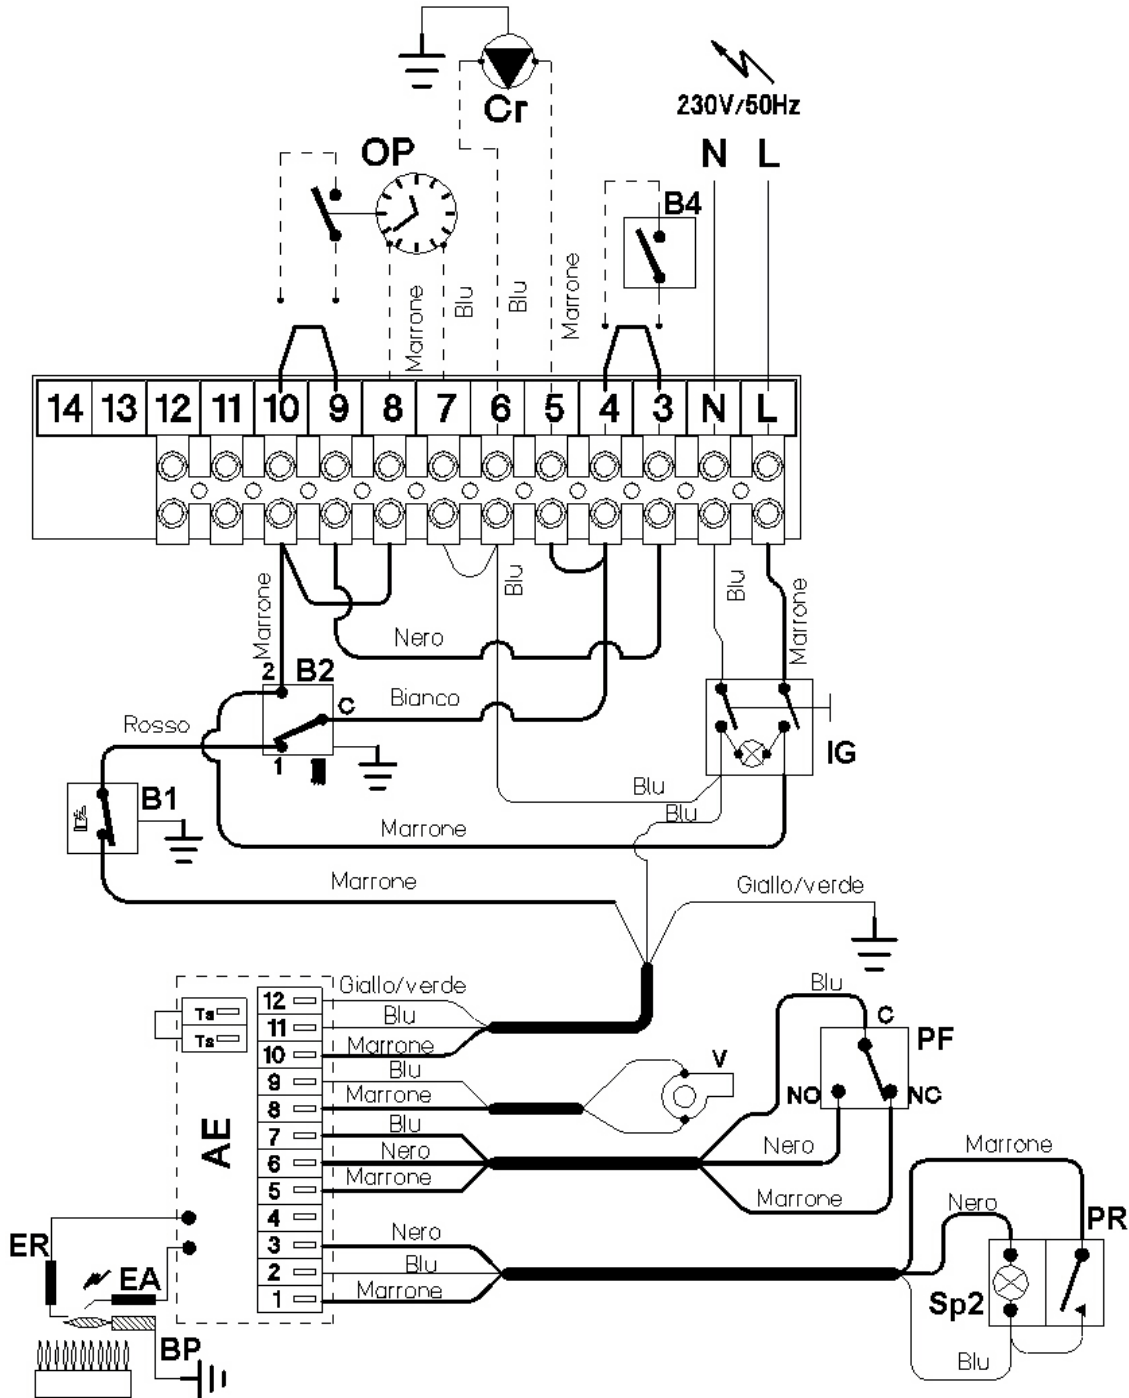 Cr
230V/50Hz
N L
OP
B4
Marrone
Blu
Blu
Marrone
14 13 12 11 10 9 8 7 6 5 4 3 N L
Marrone
Blu
Blu
Marrone
Nero
2 B2
C
Bianco
Rosso
1
IG
B1
Blu
Blu
Marrone
Marrone
Giallo/verde
Giallo/verde
Blu
Marrone
Blu
Marrone
Blu
Nero
Marrone
Nero
Blu
Marrone
Ts
Ts
12
11
10
9
8
7
6
5
4
3
2
1
AE
V
Blu
C
PF
NO NC
Nero
Marrone
Marrone
Nero
PR
Sp2
Blu
ER
EA
BP